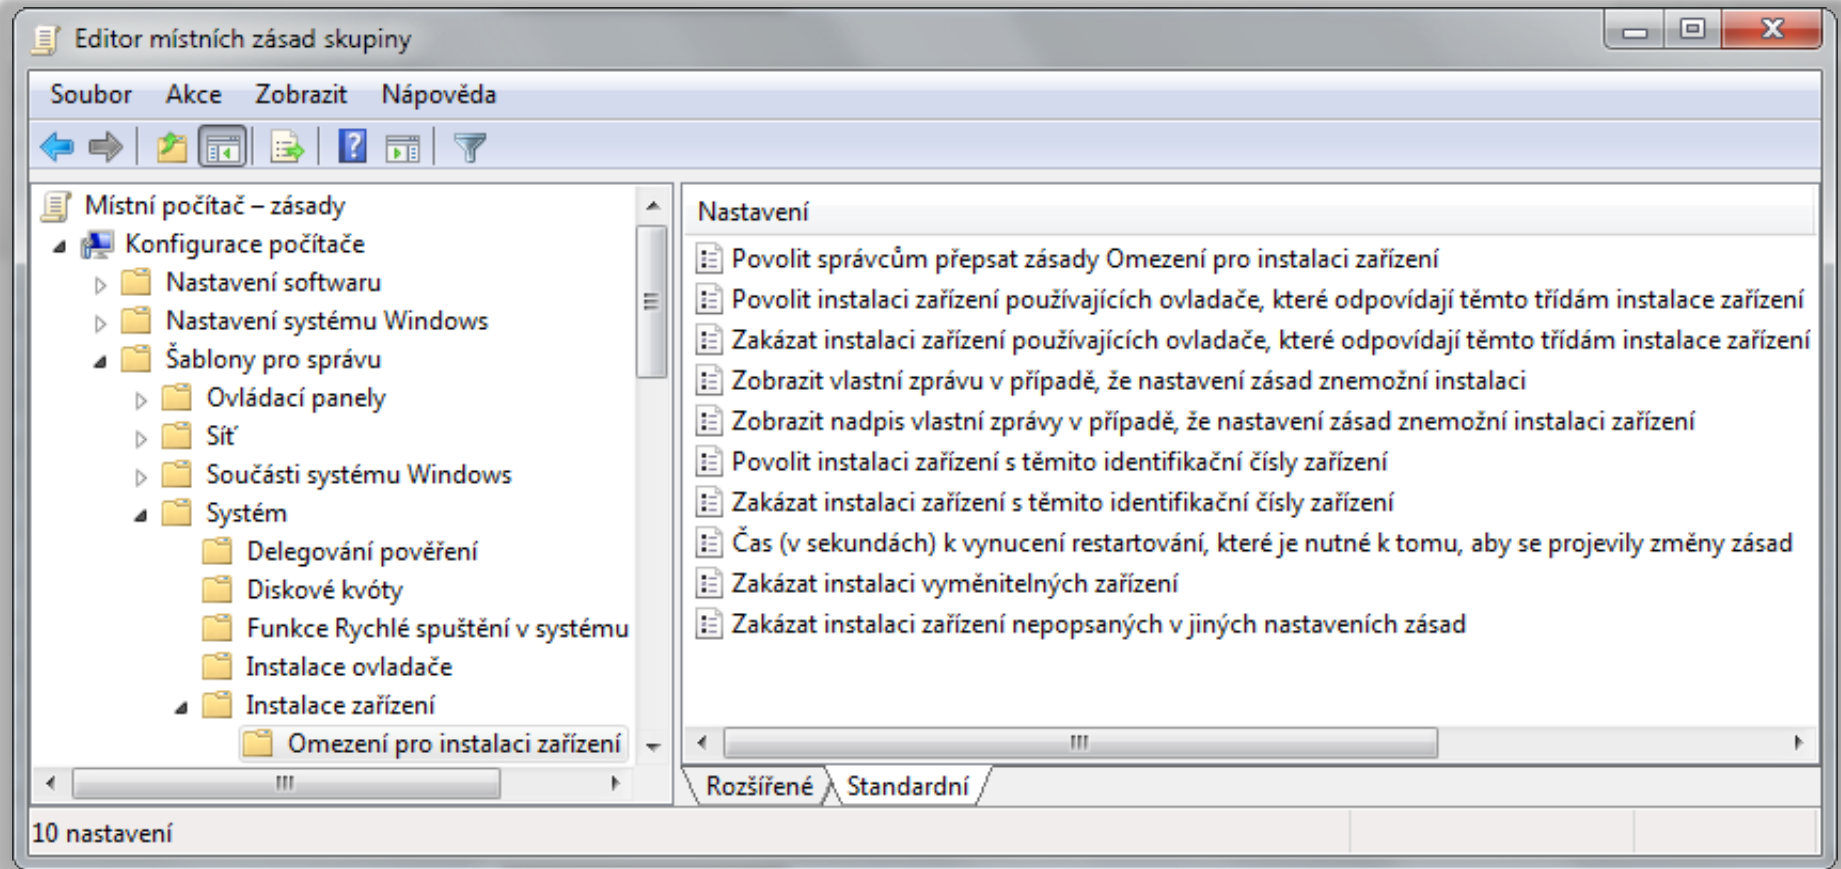 Editor místních zásad skupiny
Soubor Akce Zobrazit Nápověda
Místní počítač – zásady
Konfigurace počítače
Nastavení softwaru
Nastavení systému Windows
Šablony pro správu
Ovládací panely
Síť
Součásti systému Windows
Systém
Delegování pověření
Diskové kvóty
Funkce Rychlé spuštění v systému
Instalace ovladače
Instalace zařízení
Omezení pro instalaci zařízení
Nastavení
Povolit správcům přepsat zásady Omezení pro instalaci zařízení
Povolit instalaci zařízení používajících ovladače, které odpovídají těmto třídám instalace zařízení
Zakázat instalaci zařízení používajících ovladače, které odpovídají těmto třídám instalace zařízení
Zobrazit vlastní zprávu v případě, že nastavení zásad znemožní instalaci
Zobrazit nadpis vlastní zprávy v případě, že nastavení zásad znemožní instalaci zařízení
Povolit instalaci zařízení s těmito identifikační čísly zařízení
Zakázat instalaci zařízení s těmito identifikační čísly zařízení
Čas (v sekundách) k vynucení restartování, které je nutné k tomu, aby se projevily změny zásad
Zakázat instalaci vyměnitelných zařízení
Zakázat instalaci zařízení nepopsaných v jiných nastaveních zásad
Rozšířené Standardní
10 nastavení